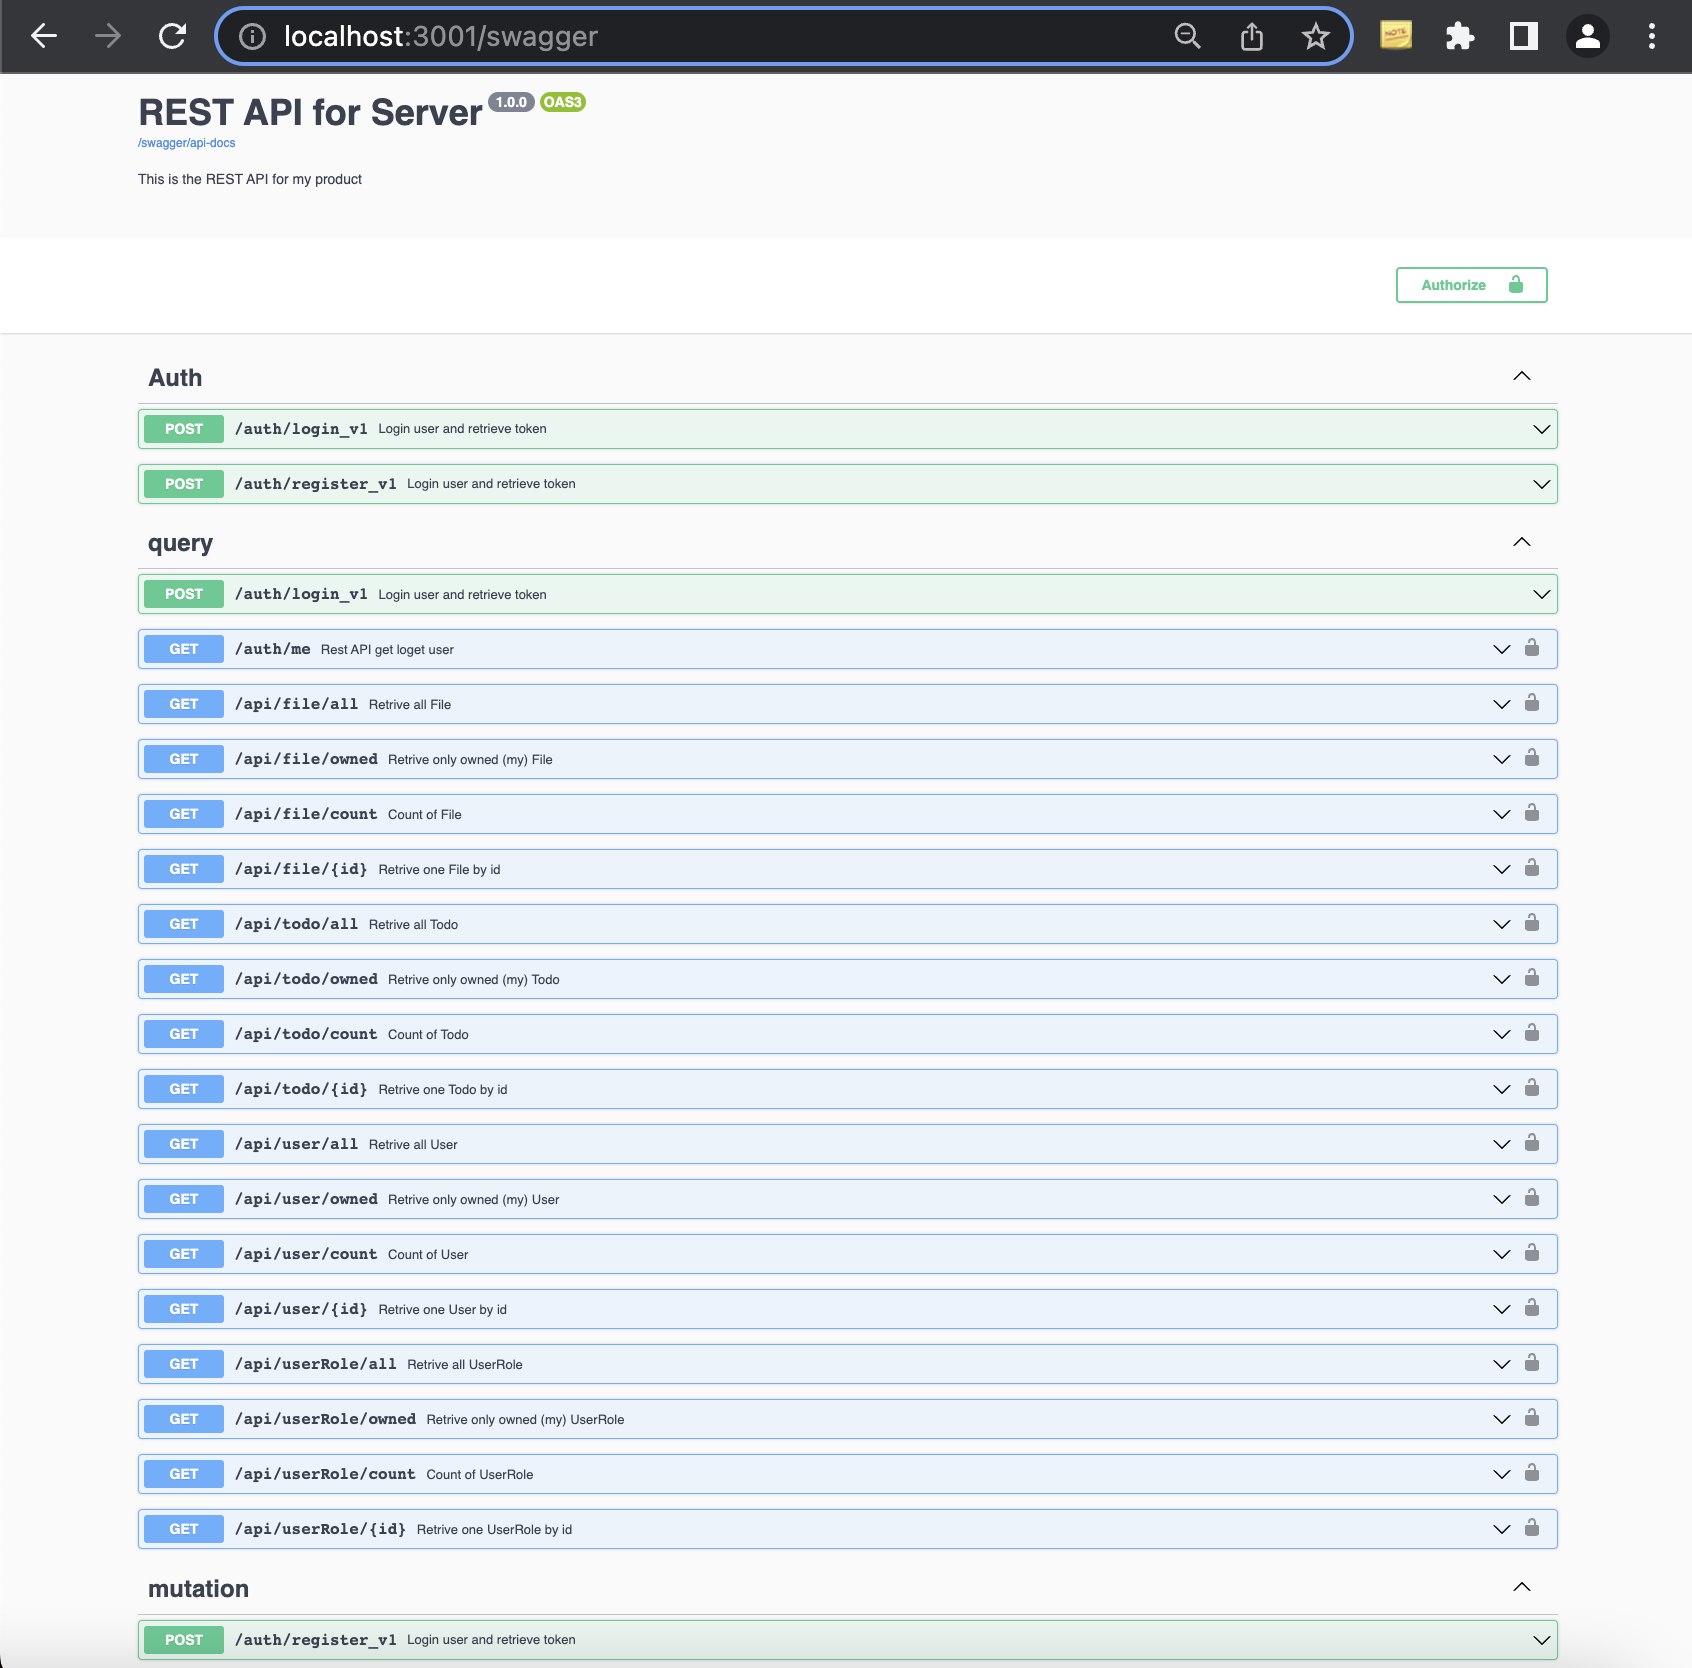 localhost:3001/swagger
NOTE
REST API for Server 1.0.0 OAS3
/swagger/api-docs
This is the REST API for my product
Authorize
Auth
POST /auth/login_v1 Login user and retrieve token
POST /auth/register_v1 Login user and retrieve token
query
POST /auth/login_v1 Login user and retrieve token
GET /auth/me Rest API get loget user
GET /api/file/all Retrive all File
GET /api/file/owned Retrive only owned (my) File
GET /api/file/count Count of File
GET /api/file/{id} Retrive one File by id
GET /api/todo/all Retrive all Todo
GET /api/todo/owned Retrive only owned (my) Todo
GET /api/todo/count Count of Todo
GET /api/todo/{id} Retrive one Todo by id
GET /api/user/all Retrive all User
GET /api/user/owned Retrive only owned (my) User
GET /api/user/count Count of User
GET /api/user/{id} Retrive one User by id
GET /api/userRole/all Retrive all UserRole
GET /api/userRole/owned Retrive only owned (my) UserRole
GET /api/userRole/count Count of UserRole
GET /api/userRole/{id} Retrive one UserRole by id
mutation
POST /auth/register_v1 Login user and retrieve token